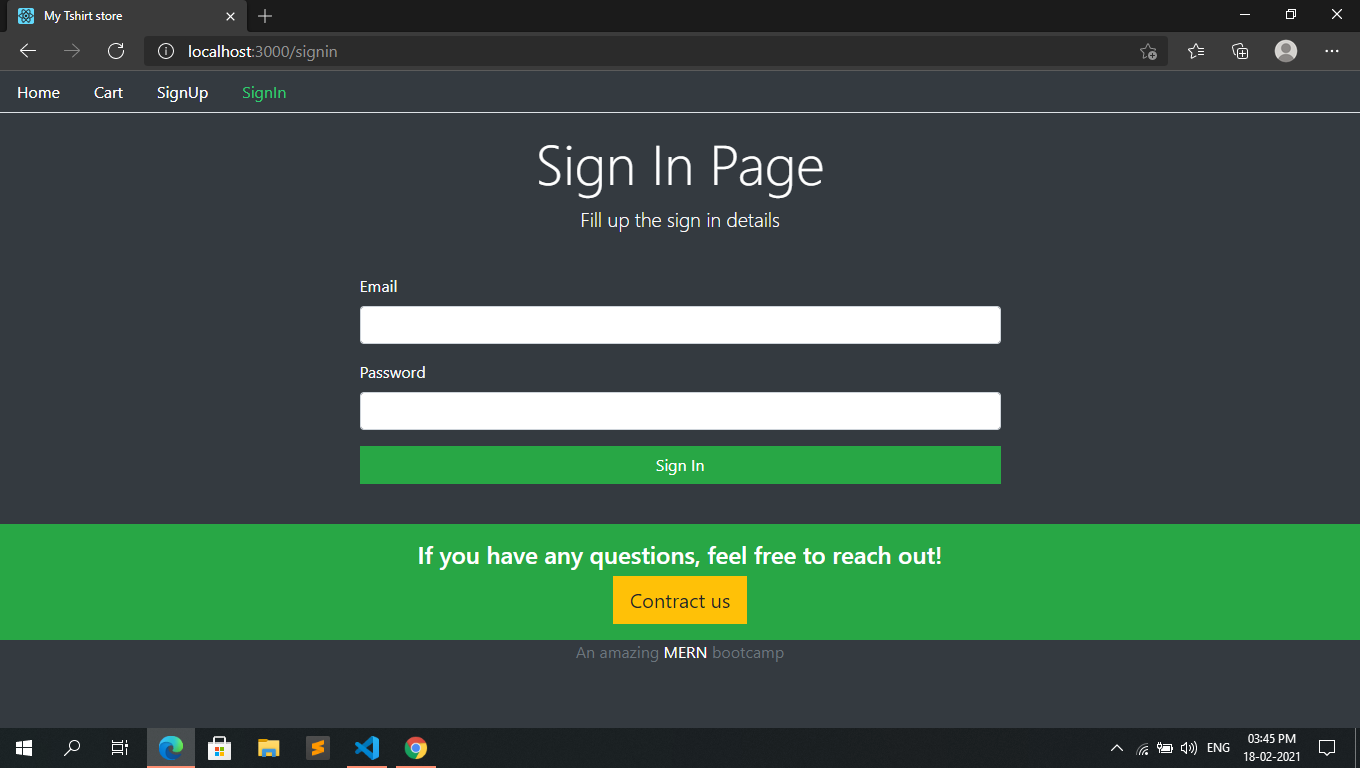 My Tshirt store
localhost:3000/signin
Home Cart SignUp SignIn
Sign In Page
Fill up the sign in details
Email
Password
Sign In
If you have any questions, feel free to reach out!
Contract us
An amazing MERN bootcamp
ENG
03:45 PM
18-02-2021